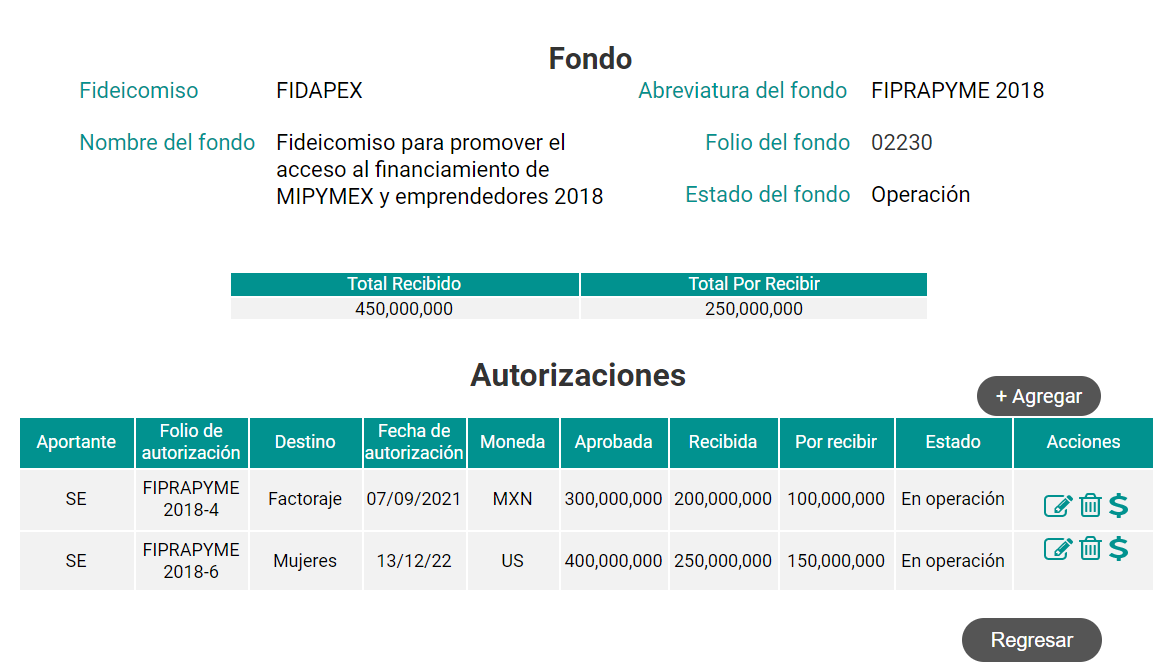 Fondo
Fideicomiso FIDAPEX Abreviatura del fondo FIPRAPYME 2018
Nombre del fondo Fideicomiso para promover el Folio del fondo 02230
acceso al financiamiento de
MIPYMEX y emprendedores 2018 Estado del fondo Operación
Total Recibido Total Por Recibir
450,000,000 250,000,000
Autorizaciones
+ Agregar
Aportante Folio de autorización Destino Fecha de autorización Moneda Aprobada Recibida Por recibir Estado Acciones
SE FIPRAPYME 2018-4 Factoraje 07/09/2021 MXN 300,000,000 200,000,000 100,000,000 En operación
SE FIPRAPYME 2018-6 Mujeres 13/12/22 US 400,000,000 250,000,000 150,000,000 En operación
Regresar